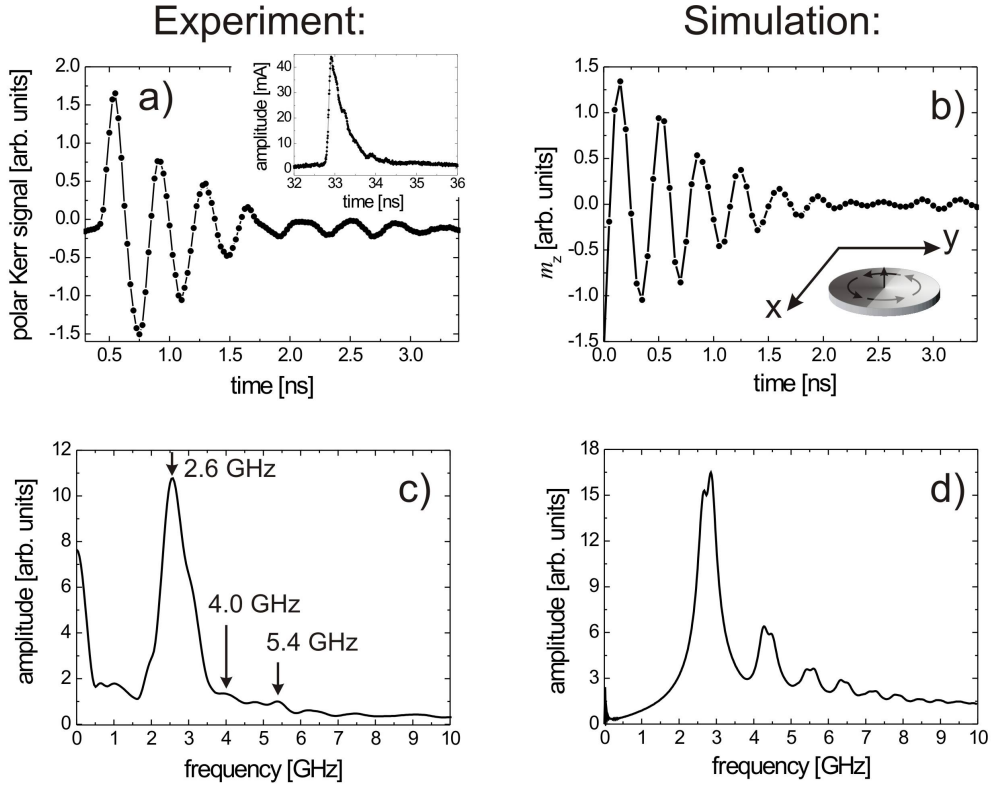 Experiment:
Simulation:
a)
polar Kerr signal [arb. units]
2.0
1.5
1.0
0.5
0.0
-0.5
-1.0
-1.5
0.5 1.0 1.5 2.0 2.5 3.0
time [ns]
amplitude [mA]
40
30
20
10
0
32 33 34 35 36
time [ns]
b)
m_z [arb. units]
1.5
1.0
0.5
0.0
-0.5
-1.0
-1.5
0.0 0.5 1.0 1.5 2.0 2.5 3.0
time [ns]
y
x
c)
amplitude [arb. units]
12
10
8
6
4
2
0
2.6 GHz
4.0 GHz
5.4 GHz
0 1 2 3 4 5 6 7 8 9 10
frequency [GHz]
d)
amplitude [arb. units]
18
15
12
9
6
3
0
0 1 2 3 4 5 6 7 8 9 10
frequency [GHz]